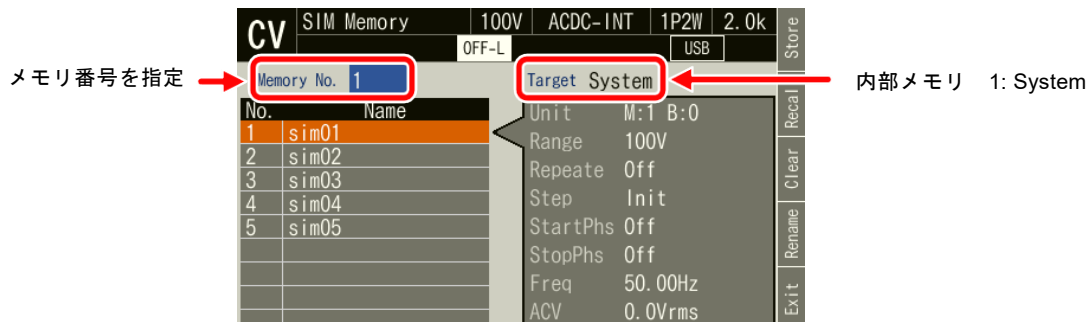 CV SIM Memory 100V ACDC-INT 1P2W 2.0k
OFF-L USB
メモリ番号を指定
Memory No. 1
Target System
内部メモリ 1: System
No. Name
1 sim01
2 sim02
3 sim03
4 sim04
5 sim05
Unit M:1 B:0
Range 100V
Repeate Off
Step Init
StartPhs Off
StopPhs Off
Freq 50.00Hz
ACV 0.0Vrms
Store
Recal
Clear
Rename
Exit